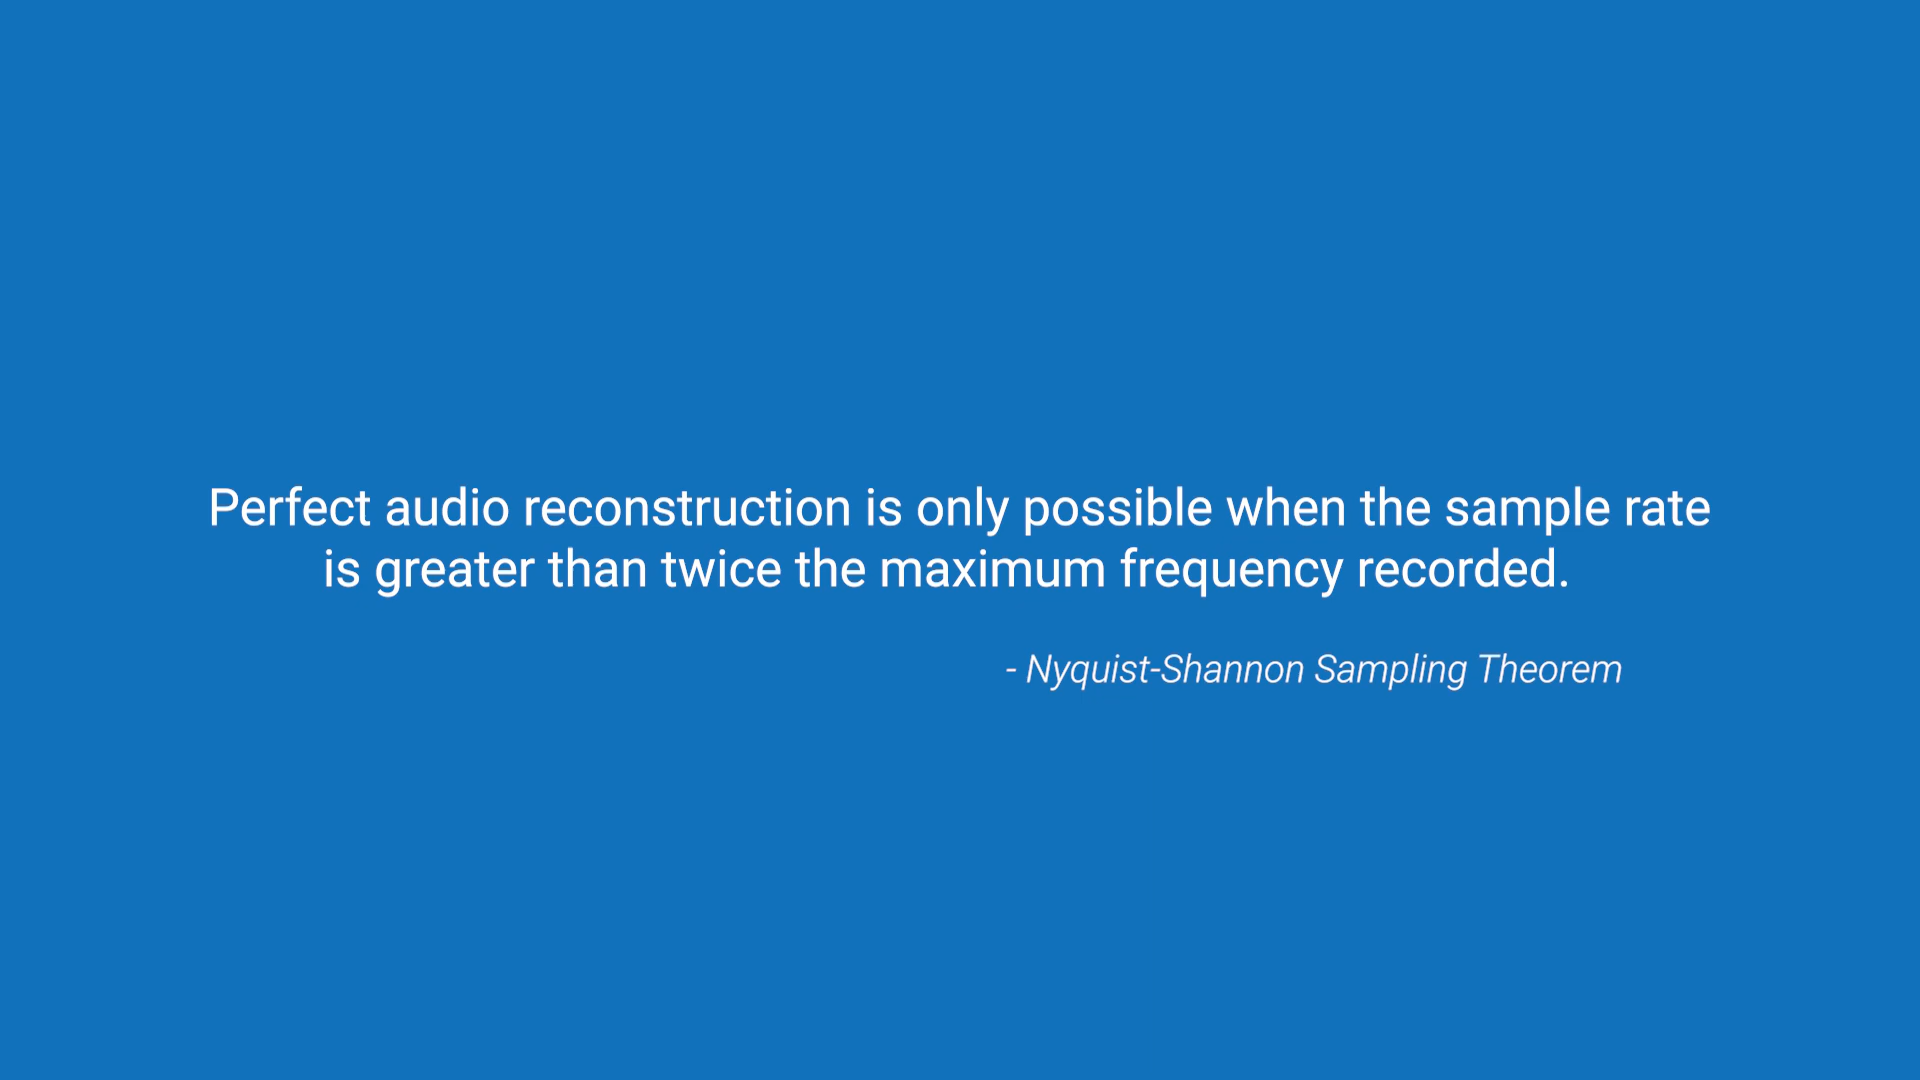 Perfect audio reconstruction is only possible when the sample rate
is greater than twice the maximum frequency recorded.
- Nyquist-Shannon Sampling Theorem